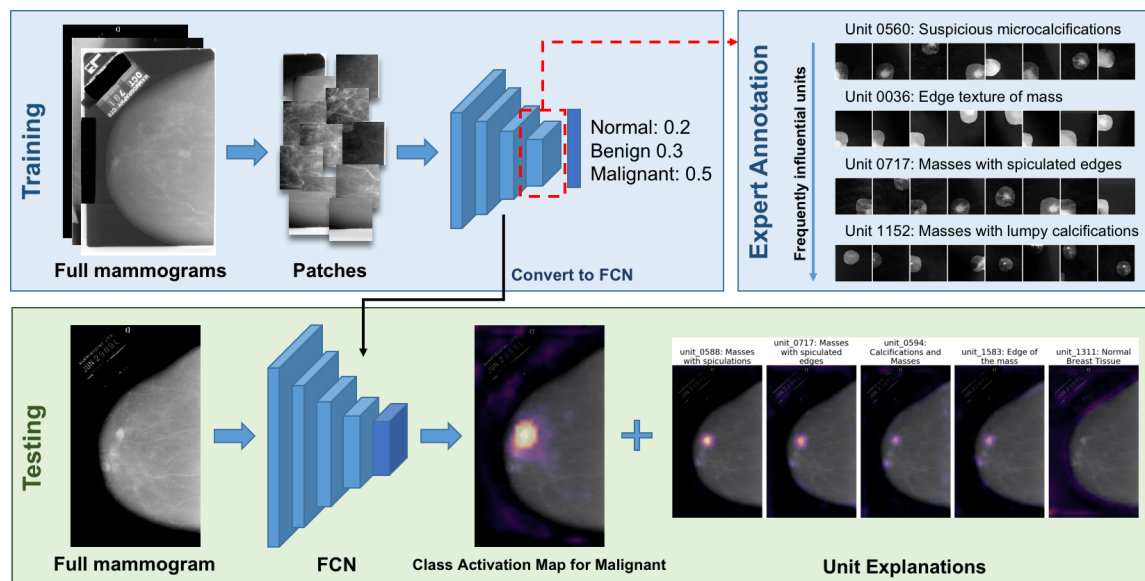 Training
Full mammograms
Patches
Normal: 0.2
Benign 0.3
Malignant: 0.5
Convert to FCN
Expert Annotation
Frequently influential units
Unit 0560: Suspicious microcalcifications
Unit 0036: Edge texture of mass
Unit 0717: Masses with spiculated edges
Unit 1152: Masses with lumpy calcifications
Testing
Full mammogram
FCN
Class Activation Map for Malignant
unit_0588: Masses
with spiculations
unit_0717: Masses
with spiculated
edges
unit_0594:
Calcifications and
Masses
unit_1583: Edge of
the mass
unit_1311: Normal
Breast Tissue
Unit Explanations